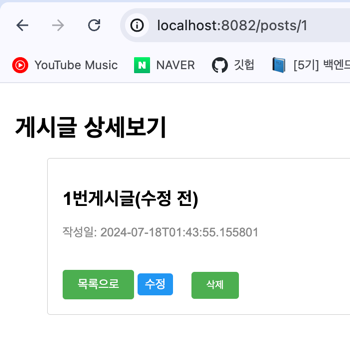 localhost:8082/posts/1
YouTube Music
N NAVER
깃헙
[5기] 백엔드
게시글 상세보기
1번게시글(수정 전)
작성일: 2024-07-18T01:43:55.155801
목록으로 수정 삭제